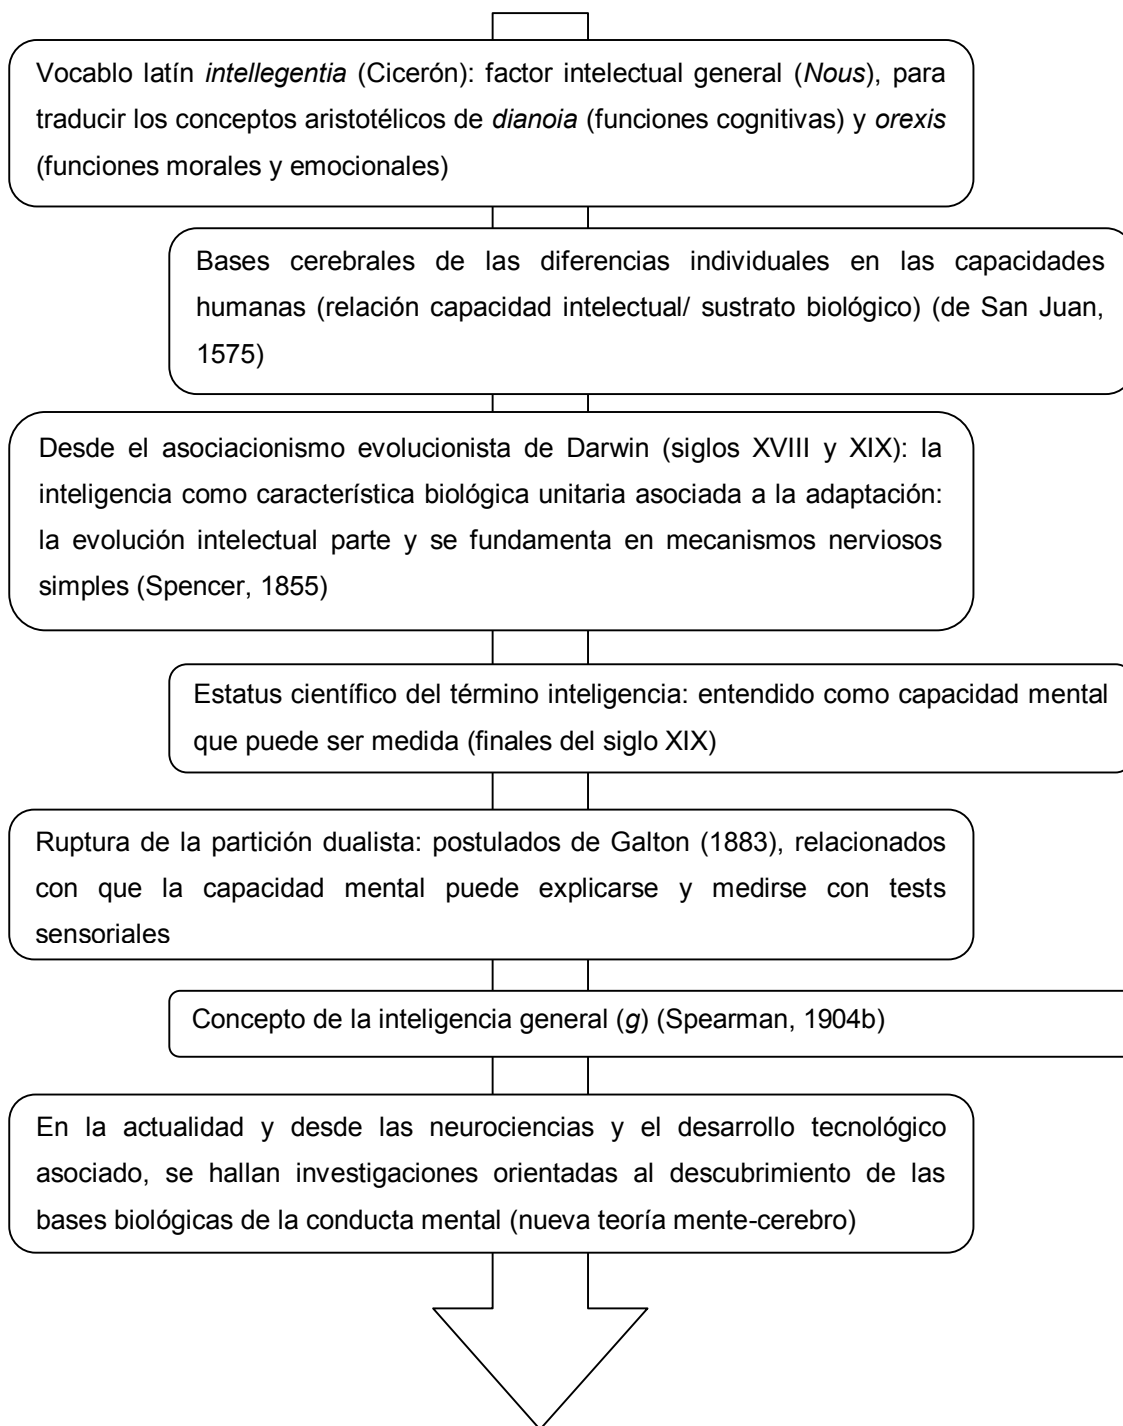 Vocablo latín intellegentia (Cicerón): factor intelectual general (Nous), para
traducir los conceptos aristotélicos de dianoia (funciones cognitivas) y orexis
(funciones morales y emocionales)
Bases cerebrales de las diferencias individuales en las capacidades
humanas (relación capacidad intelectual/ sustrato biológico) (de San Juan,
1575)
Desde el asociacionismo evolucionista de Darwin (siglos XVIII y XIX): la
inteligencia como característica biológica unitaria asociada a la adaptación:
la evolución intelectual parte y se fundamenta en mecanismos nerviosos
simples (Spencer, 1855)
Estatus científico del término inteligencia: entendido como capacidad mental
que puede ser medida (finales del siglo XIX)
Ruptura de la partición dualista: postulados de Galton (1883), relacionados
con que la capacidad mental puede explicarse y medirse con tests
sensoriales
Concepto de la inteligencia general (g) (Spearman, 1904b)
En la actualidad y desde las neurociencias y el desarrollo tecnológico
asociado, se hallan investigaciones orientadas al descubrimiento de las
bases biológicas de la conducta mental (nueva teoría mente-cerebro)